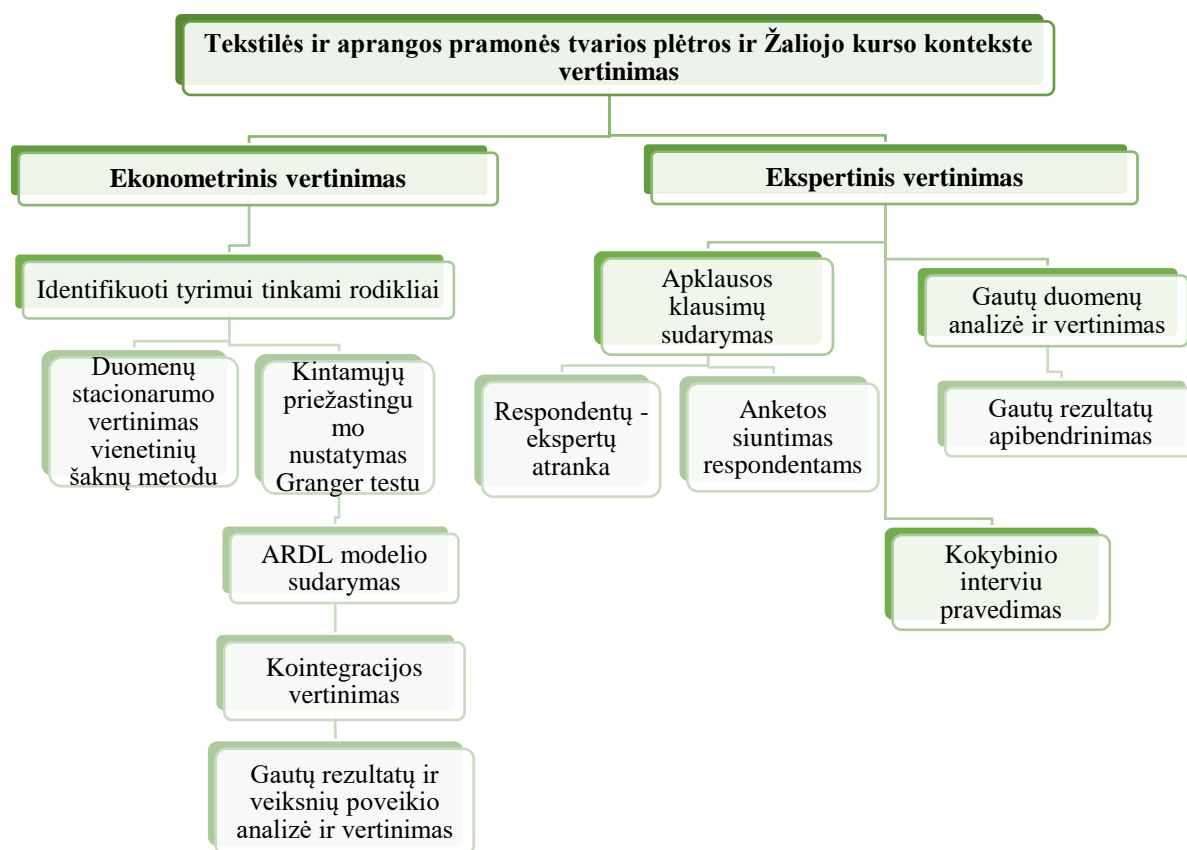 Tekstilės ir aprangos pramonės tvarios plėtros ir Žaliojo kurso kontekste
vertinimas
Ekonometrinis vertinimas
Identifikuoti tyrimui tinkami rodikliai
Duomenų
stacionarumo
vertinimas
vienetinių
šaknų metodu
Kintamųjų
priežastingu
mo
nustatymas
Granger testu
ARDL modelio
sudarymas
Kointegracijos
vertinimas
Gautų rezultatų ir
veiksnių poveikio
analizė ir vertinimas
Ekspertinis vertinimas
Apklausos
klausimų
sudarymas
Respondentų -
ekspertų
atranka
Anketos
siuntimas
respondentams
Gautų duomenų
analizė ir vertinimas
Gautų rezultatų
apibendrinimas
Kokybinio
interviu
pravedimas